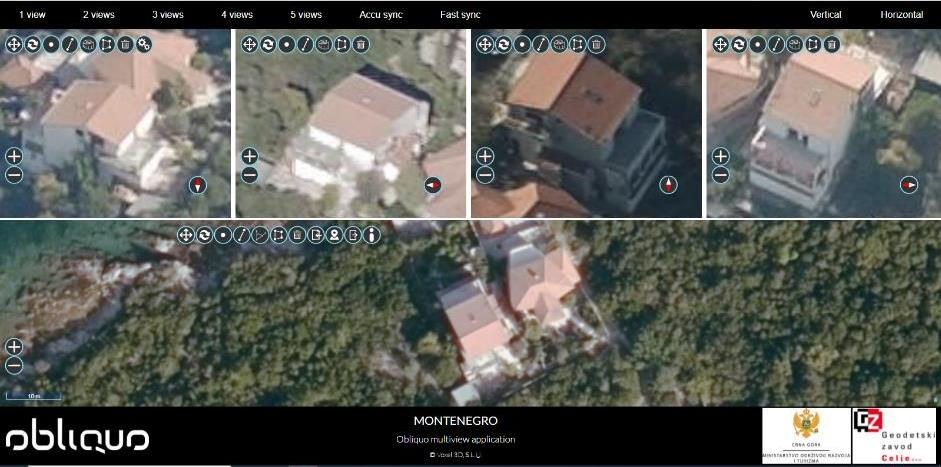 1 view 2 views 3 views 4 views 5 views Accu sync Fast sync Vertical Horizontal
10 m
obliquo
MONTENEGRO
Obliquo multiview application
© Voxel 3D, S.L.U.
CRNA GORA
MINISTARSTVO ODRŽIVOG RAZVOJA
I TURIZMA
GZ
Geodetski
zavod
Celje d.o.o.